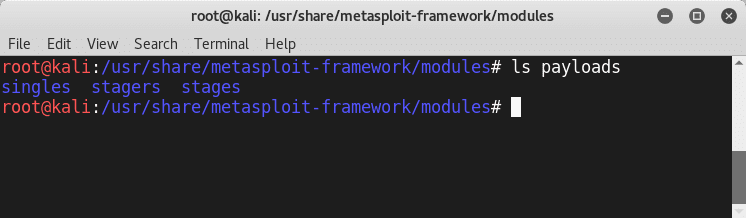 root@kali: /usr/share/metasploit-framework/modules
File Edit View Search Terminal Help
root@kali:/usr/share/metasploit-framework/modules# ls payloads
singles  stagers  stages
root@kali:/usr/share/metasploit-framework/modules#